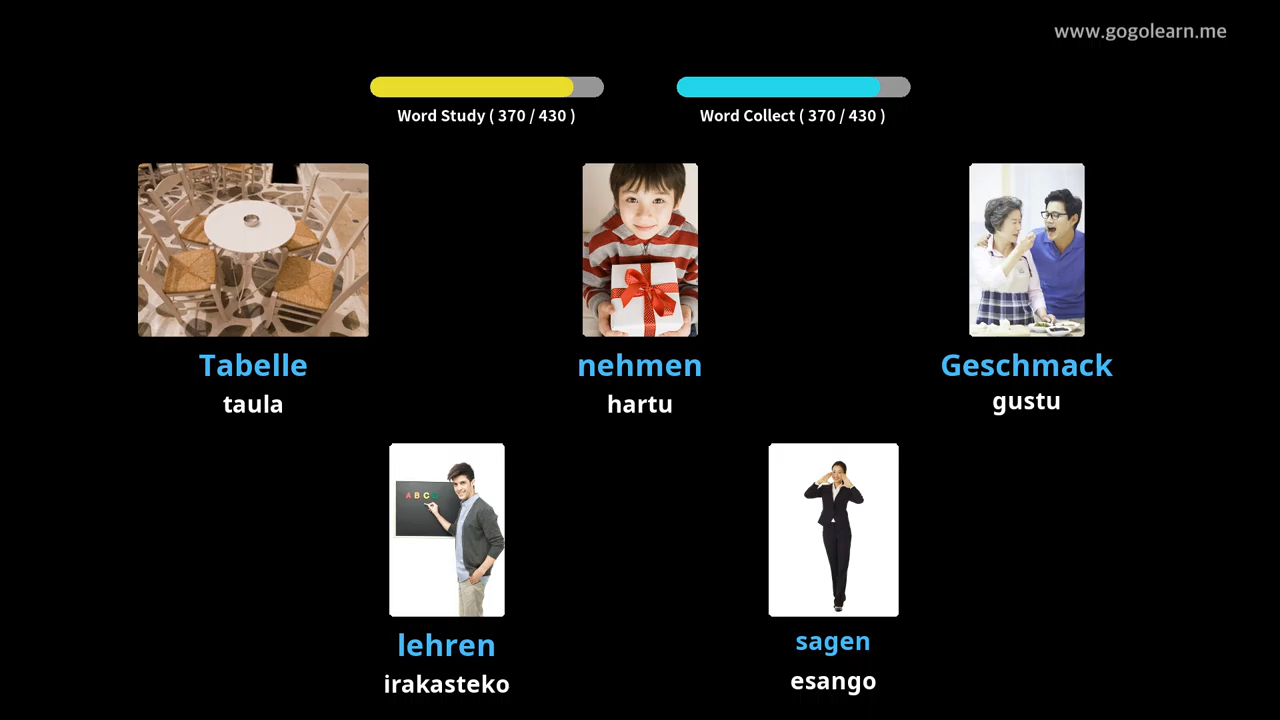 www.gogolearn.me
Word Study ( 370 / 430 )
Word Collect ( 370 / 430 )
Tabelle
taula
nehmen
hartu
Geschmack
gustu
A B C D
lehren
irakasteko
sagen
esango